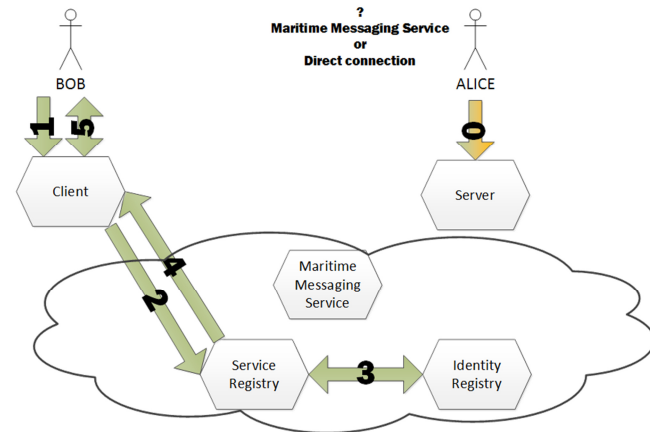 ?
Maritime Messaging Service
or
Direct connection
BOB
ALICE
1
5
0
Client
Server
4
2
Maritime
Messaging
Service
Service
Registry
3
Identity
Registry